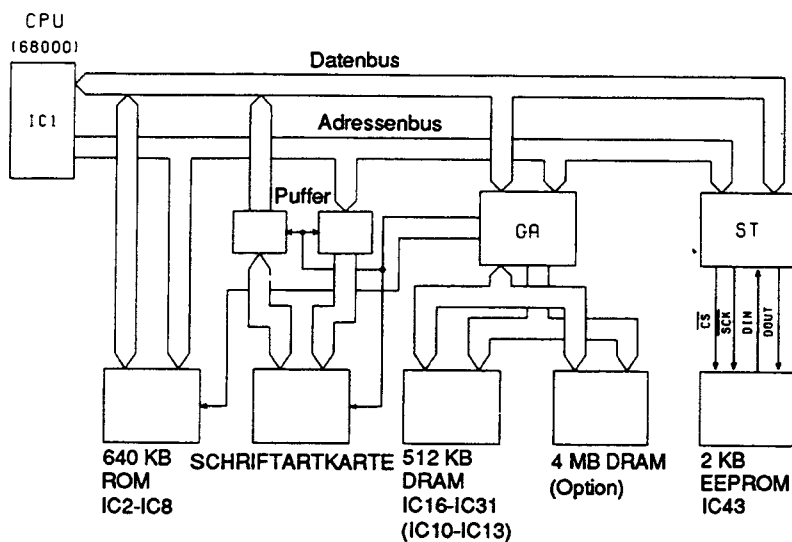 CPU
(68000)
IC1
Datenbus
Adressenbus
Puffer
GA
ST
CS
SCK
DIN
DOUT
640 KB
ROM
IC2-IC8
SCHRIFTARTKARTE
512 KB
DRAM
IC16-IC31
(IC10-IC13)
4 MB DRAM
(Option)
2 KB
EEPROM
IC43